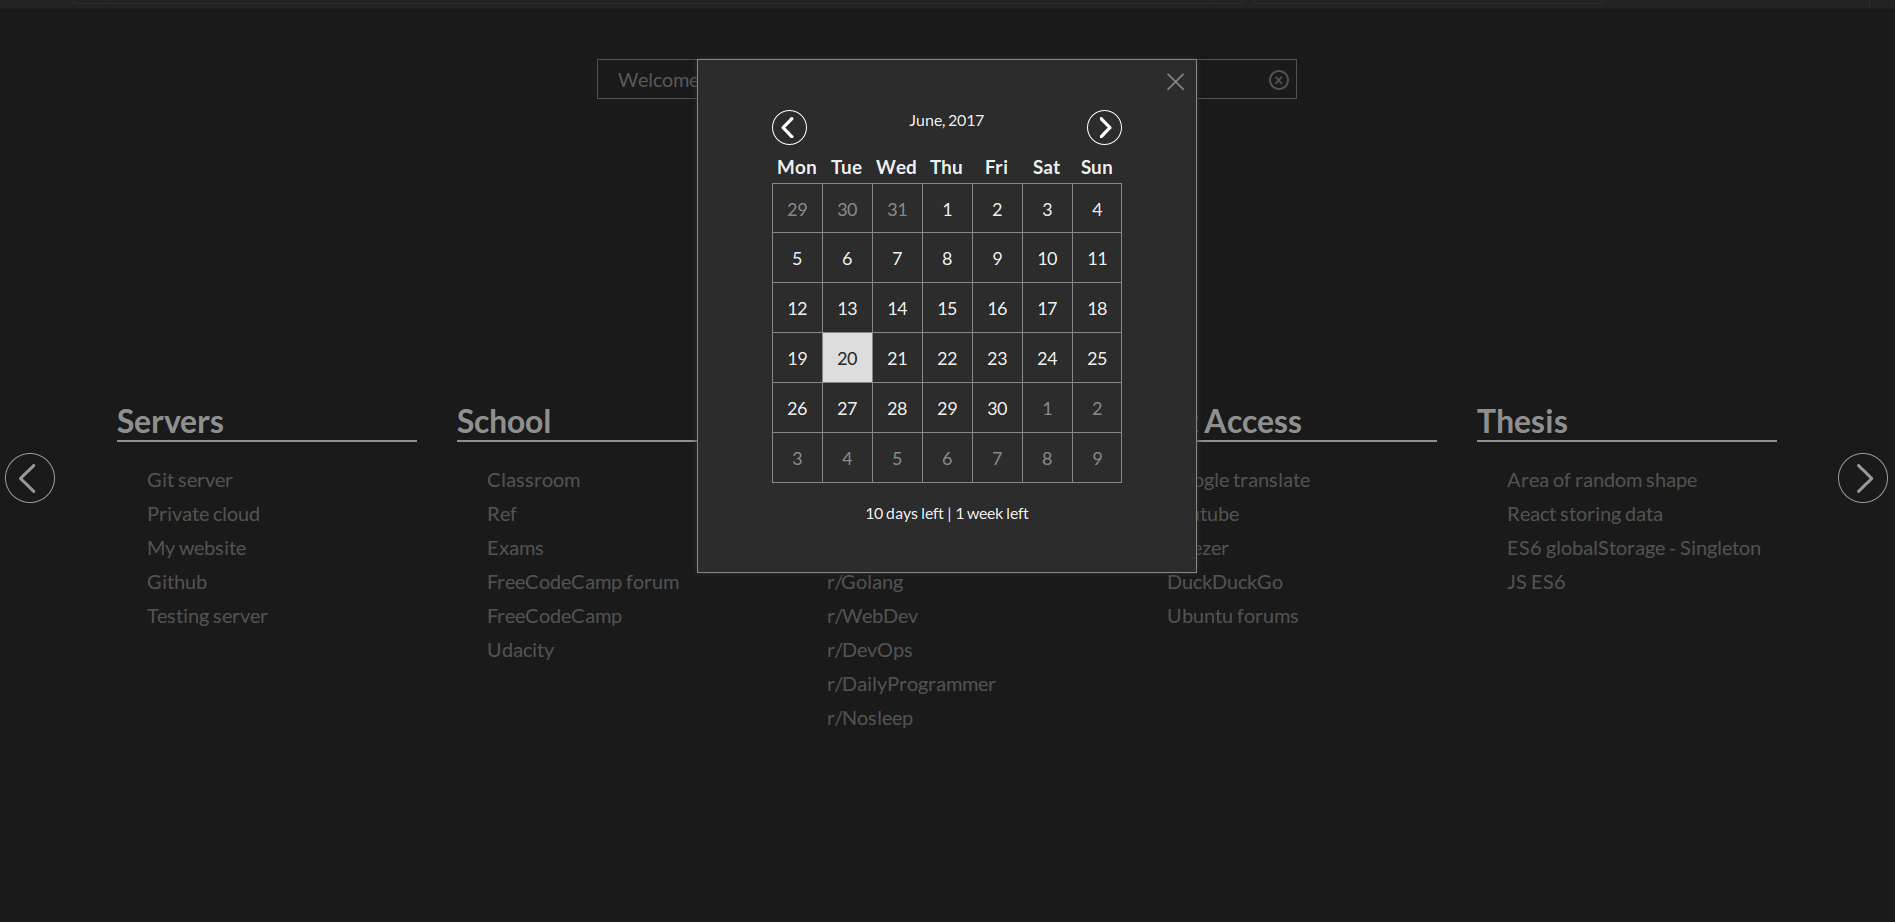 Welcome
June, 2017
Mon Tue Wed Thu Fri Sat Sun
29 30 31 1 2 3 4
5 6 7 8 9 10 11
12 13 14 15 16 17 18
19 20 21 22 23 24 25
26 27 28 29 30 1 2
3 4 5 6 7 8 9
10 days left | 1 week left
Servers
Git server
Private cloud
My website
Github
Testing server
School
Classroom
Ref
Exams
FreeCodeCamp forum
FreeCodeCamp
Udacity
r/Golang
r/WebDev
r/DevOps
r/DailyProgrammer
r/Nosleep
Access
ogle translate
tube
ezer
DuckDuckGo
Ubuntu forums
Thesis
Area of random shape
React storing data
ES6 globalStorage - Singleton
JS ES6